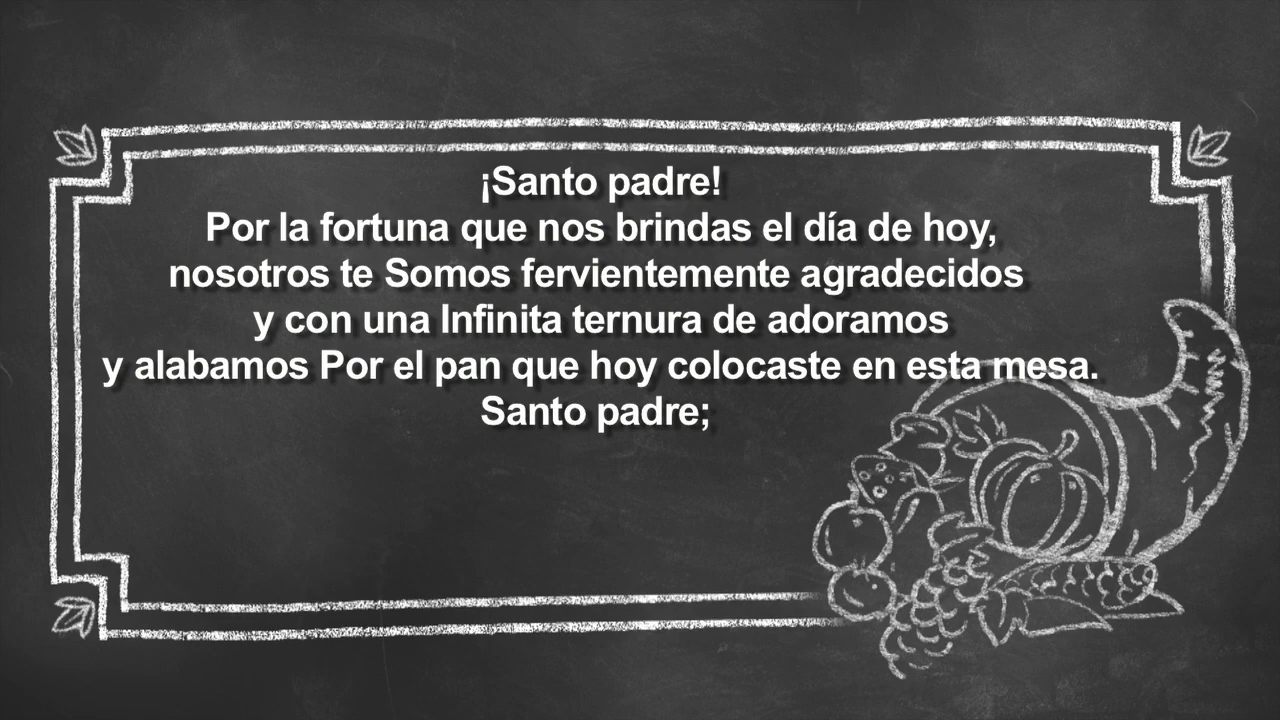 ¡Santo padre!
Por la fortuna que nos brindas el día de hoy,
nosotros te Somos fervientemente agradecidos
y con una Infinita ternura de adoramos
y alabamos Por el pan que hoy colocaste en esta mesa.
Santo padre;